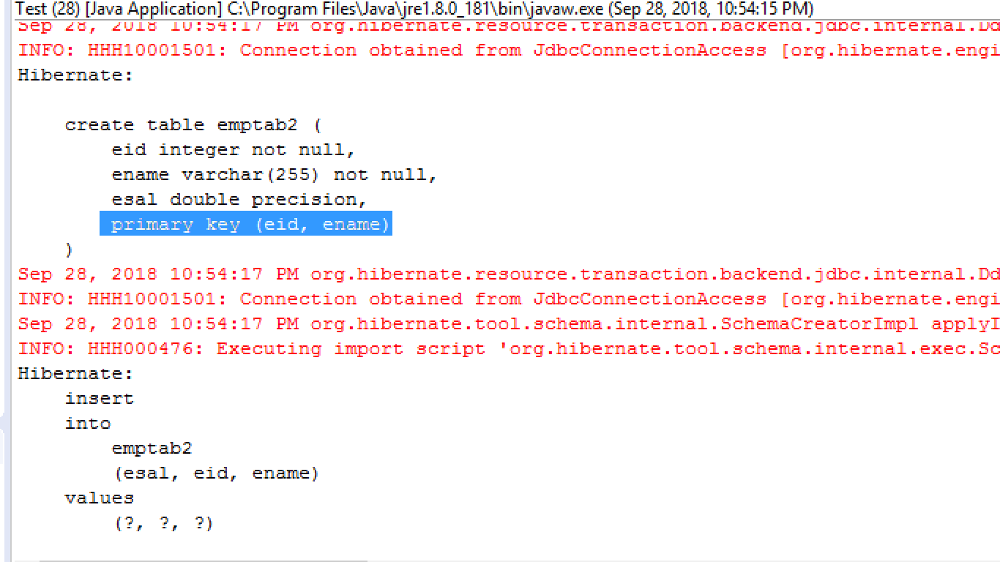 Test (28) [Java Application] C:\Program Files\Java\jre1.8.0_181\bin\javaw.exe (Sep 28, 2018, 10:54:15 PM)
Sep 28, 2018 10:54:17 PM org.hibernate.resource.transaction.backend.jdbc.internal.Dd
INFO: HHH10001501: Connection obtained from JdbcConnectionAccess [org.hibernate.engi
Hibernate:
create table emptab2 (
eid integer not null,
ename varchar(255) not null,
esal double precision,
primary key (eid, ename)
)
Sep 28, 2018 10:54:17 PM org.hibernate.resource.transaction.backend.jdbc.internal.Dd
INFO: HHH10001501: Connection obtained from JdbcConnectionAccess [org.hibernate.engi
Sep 28, 2018 10:54:17 PM org.hibernate.tool.schema.internal.SchemaCreatorImpl applyI
INFO: HHH000476: Executing import script 'org.hibernate.tool.schema.internal.exec.Sc
Hibernate:
insert
into
emptab2
(esal, eid, ename)
values
(?, ?, ?)